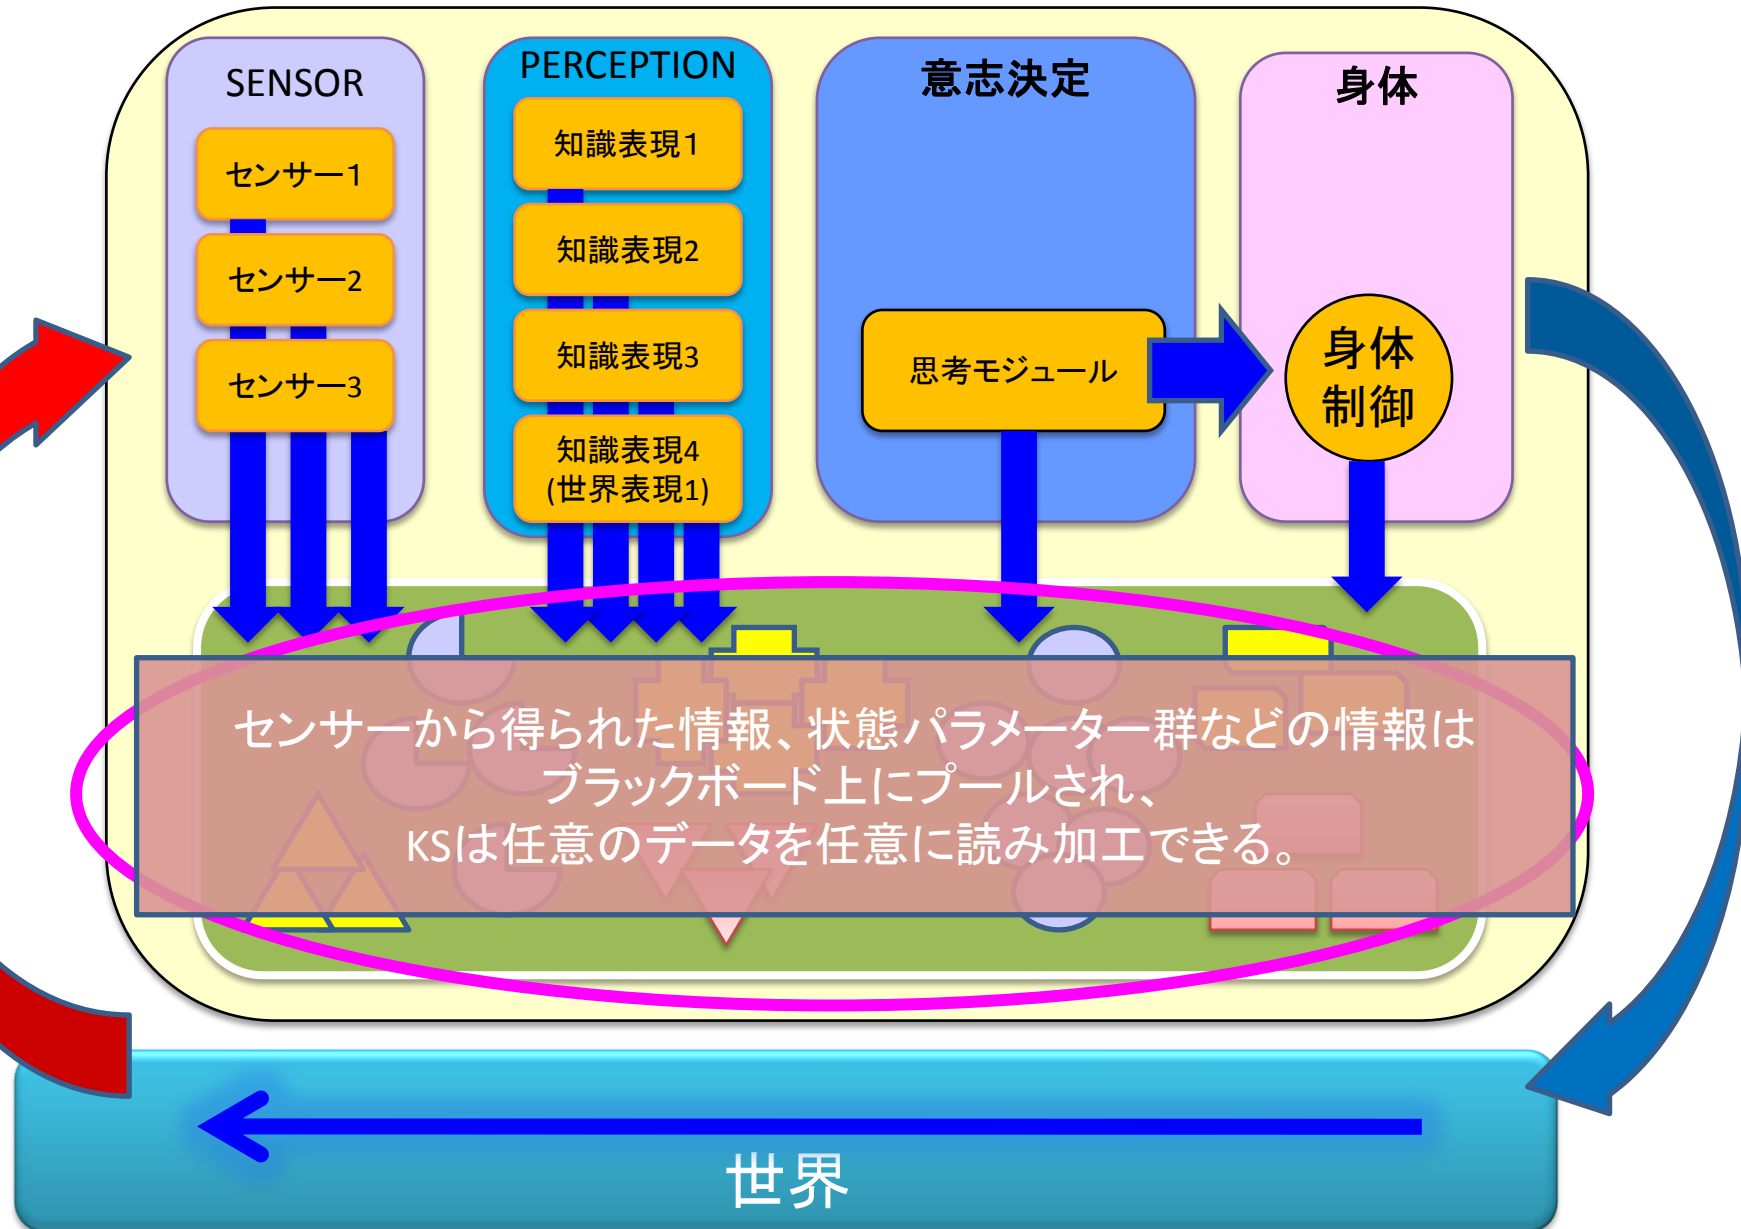 SENSOR
センサー1
センサー2
センサー3
PERCEPTION
知識表現1
知識表現2
知識表現3
知識表現4
(世界表現1)
意志決定
思考モジュール
身体
身体
制御
センサーから得られた情報、状態パラメーター群などの情報は
ブラックボード上にプールされ、
KSは任意のデータを任意に読み加工できる。
世界